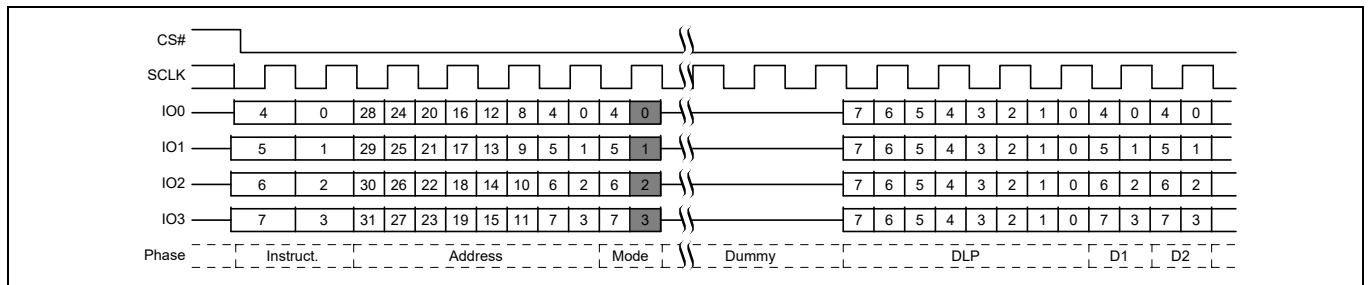 CS#
SCLK
IO0 4 0 28 24 20 16 12 8 4 0 4 0 7 6 5 4 3 2 1 0 4 0 4 0
IO1 5 1 29 25 21 17 13 9 5 1 5 1 7 6 5 4 3 2 1 0 5 1 5 1
IO2 6 2 30 26 22 18 14 10 6 2 6 2 7 6 5 4 3 2 1 0 6 2 6 2
IO3 7 3 31 27 23 19 15 11 7 3 7 3 7 6 5 4 3 2 1 0 7 3 7 3
Phase Instruct. Address Mode Dummy DLP D1 D2